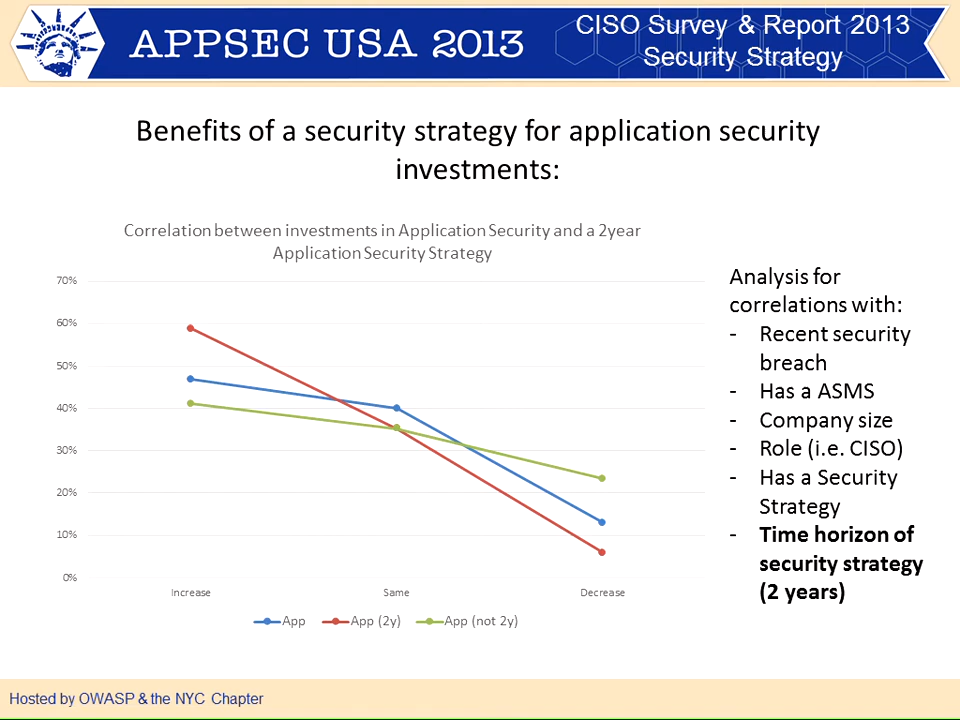 APPSEC USA 2013
CISO Survey & Report 2013
Security Strategy
Benefits of a security strategy for application security
investments:
Correlation between investments in Application Security and a 2year
Application Security Strategy
70%
60%
50%
40%
30%
20%
10%
0%
Increase Same Decrease
App App (2y) App (not 2y)
Analysis for
correlations with:
- Recent security
breach
- Has a ASMS
- Company size
- Role (i.e. CISO)
- Has a Security
Strategy
- Time horizon of
security strategy
(2 years)
Hosted by OWASP & the NYC Chapter